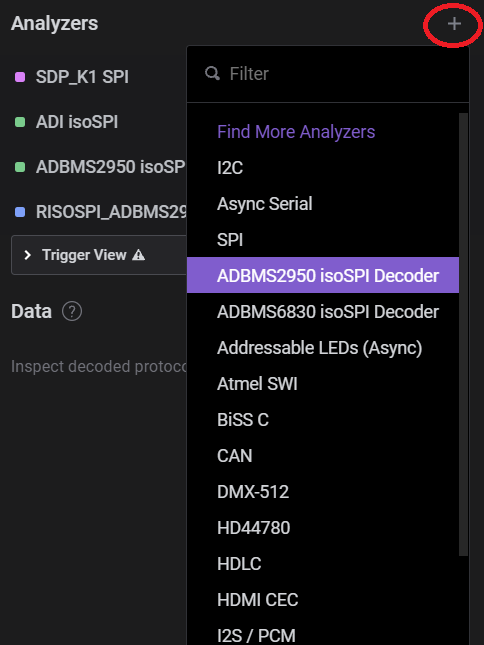 Analyzers
+
SDP_K1 SPI
ADI isoSPI
ADBMS2950 isoSP
RISOSPI_ADBMS29
Trigger View
Data ?
Inspect decoded protoco
Filter
Find More Analyzers
I2C
Async Serial
SPI
ADBMS2950 isoSPI Decoder
ADBMS6830 isoSPI Decoder
Addressable LEDs (Async)
Atmel SWI
BiSS C
CAN
DMX-512
HD44780
HDLC
HDMI CEC
I2S / PCM